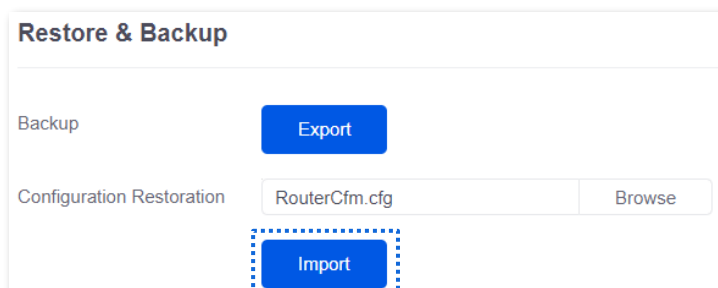 Restore & Backup
Backup Export
Configuration Restoration RouterCfm.cfg Browse
Import